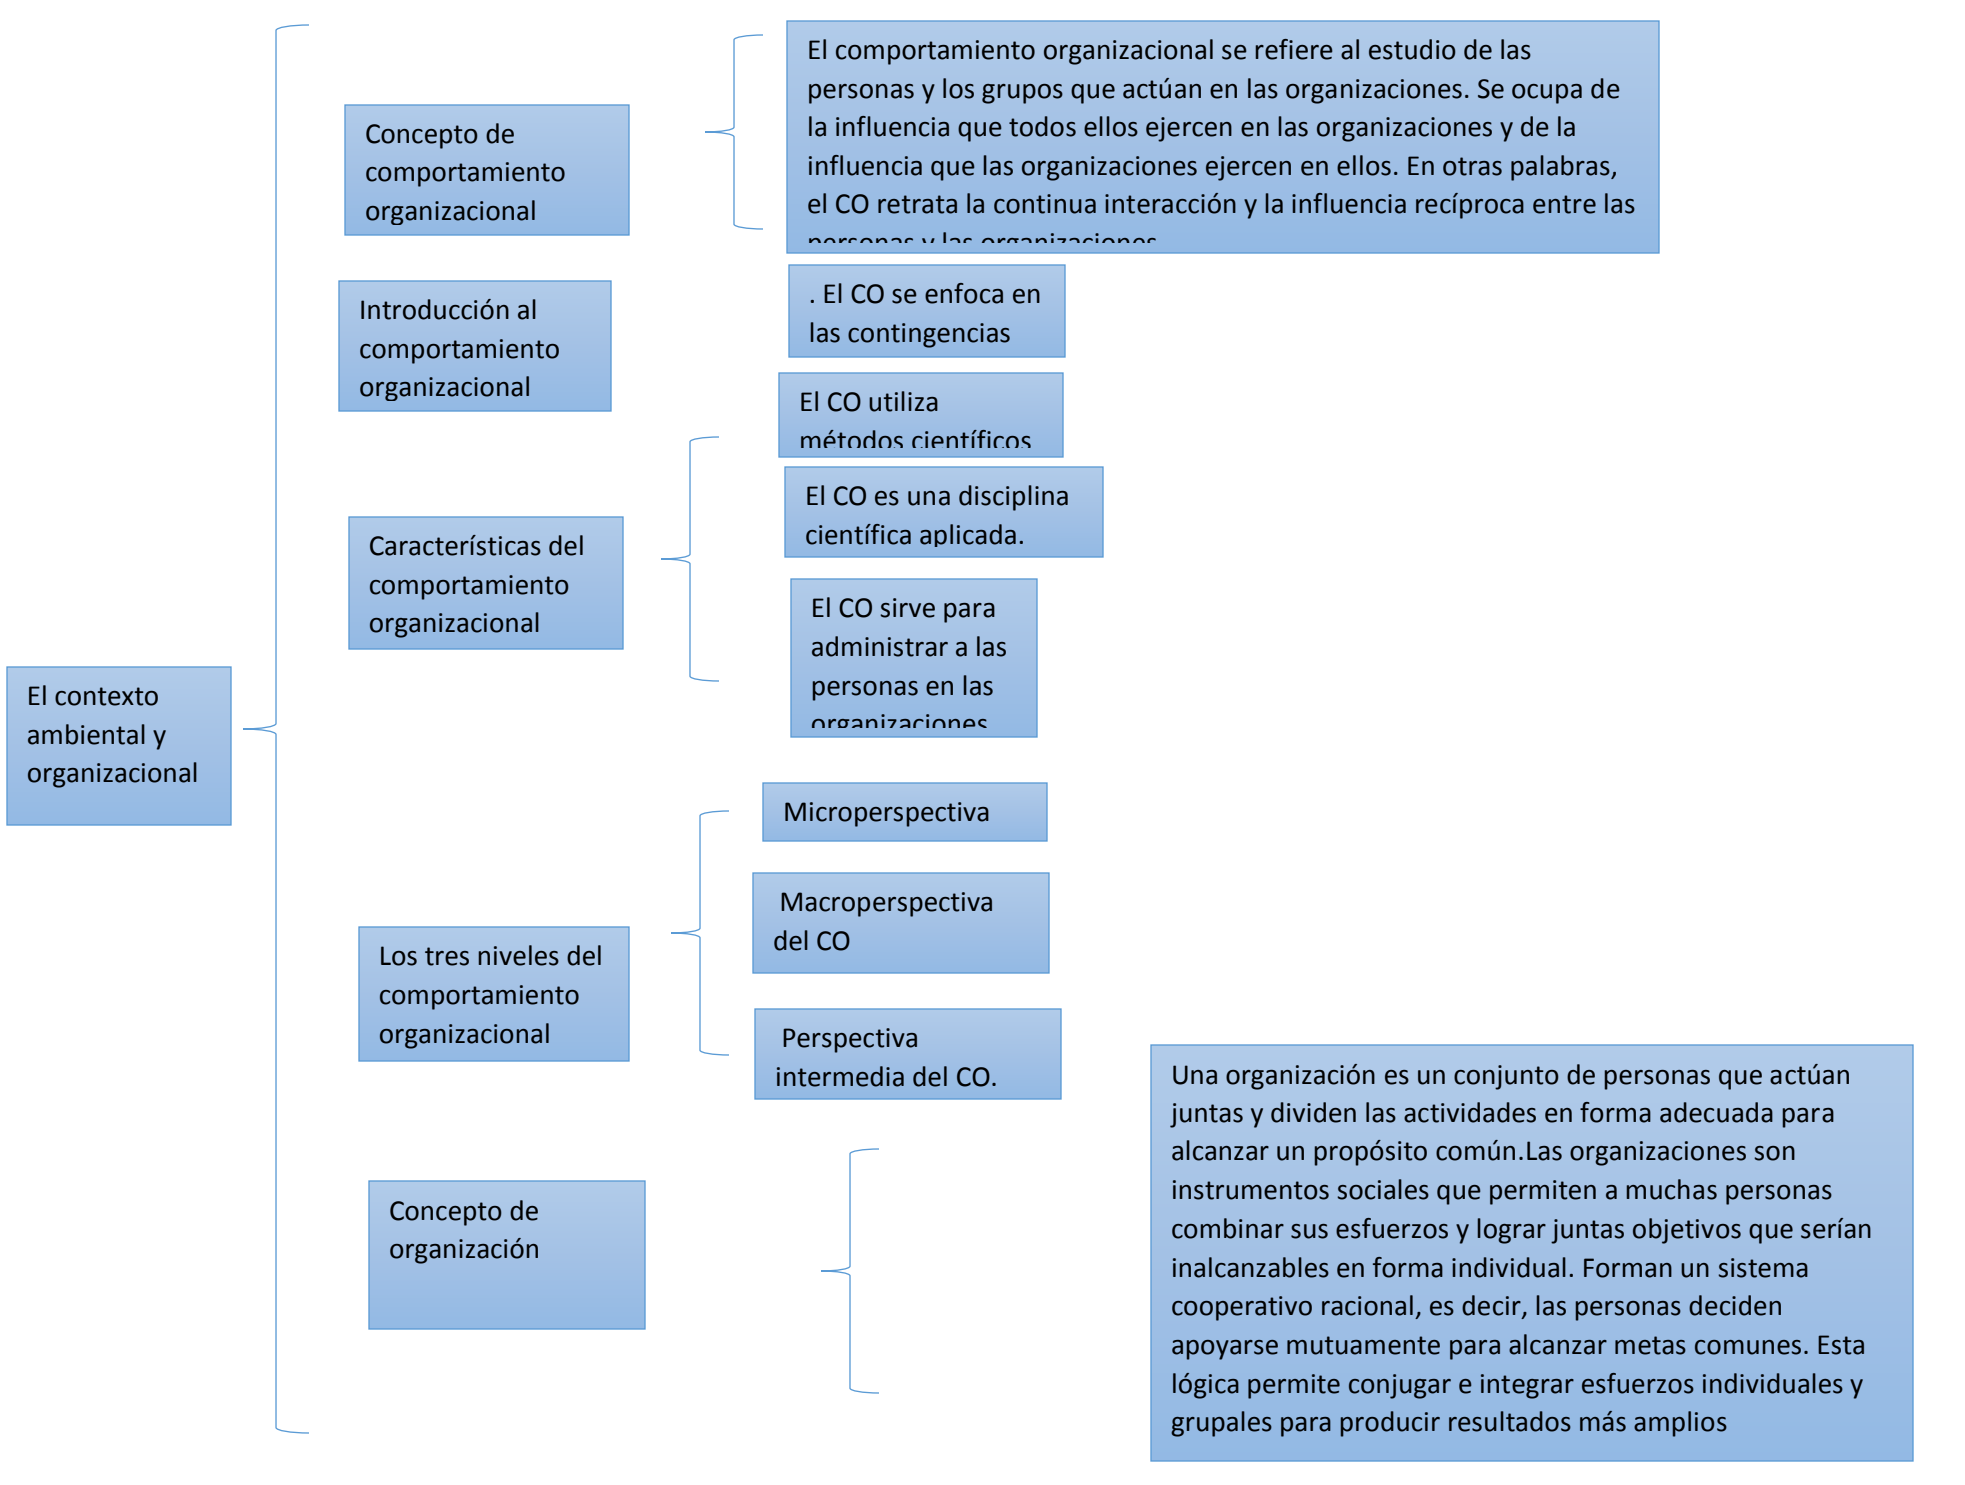 El contexto
ambiental y
organizacional
Concepto de
comportamiento
organizacional
El comportamiento organizacional se refiere al estudio de las
personas y los grupos que actúan en las organizaciones. Se ocupa de
la influencia que todos ellos ejercen en las organizaciones y de la
influencia que las organizaciones ejercen en ellos. En otras palabras,
el CO retrata la continua interacción y la influencia recíproca entre las
personas y las organizaciones
Introducción al
comportamiento
organizacional
. El CO se enfoca en
las contingencias
El CO utiliza
métodos científicos
Características del
comportamiento
organizacional
El CO es una disciplina
científica aplicada.
El CO sirve para
administrar a las
personas en las
organizaciones
Los tres niveles del
comportamiento
organizacional
Microperspectiva
Macroperspectiva
del CO
Perspectiva
intermedia del CO.
Concepto de
organización
Una organización es un conjunto de personas que actúan
juntas y dividen las actividades en forma adecuada para
alcanzar un propósito común.Las organizaciones son
instrumentos sociales que permiten a muchas personas
combinar sus esfuerzos y lograr juntas objetivos que serían
inalcanzables en forma individual. Forman un sistema
cooperativo racional, es decir, las personas deciden
apoyarse mutuamente para alcanzar metas comunes. Esta
lógica permite conjugar e integrar esfuerzos individuales y
grupales para producir resultados más amplios